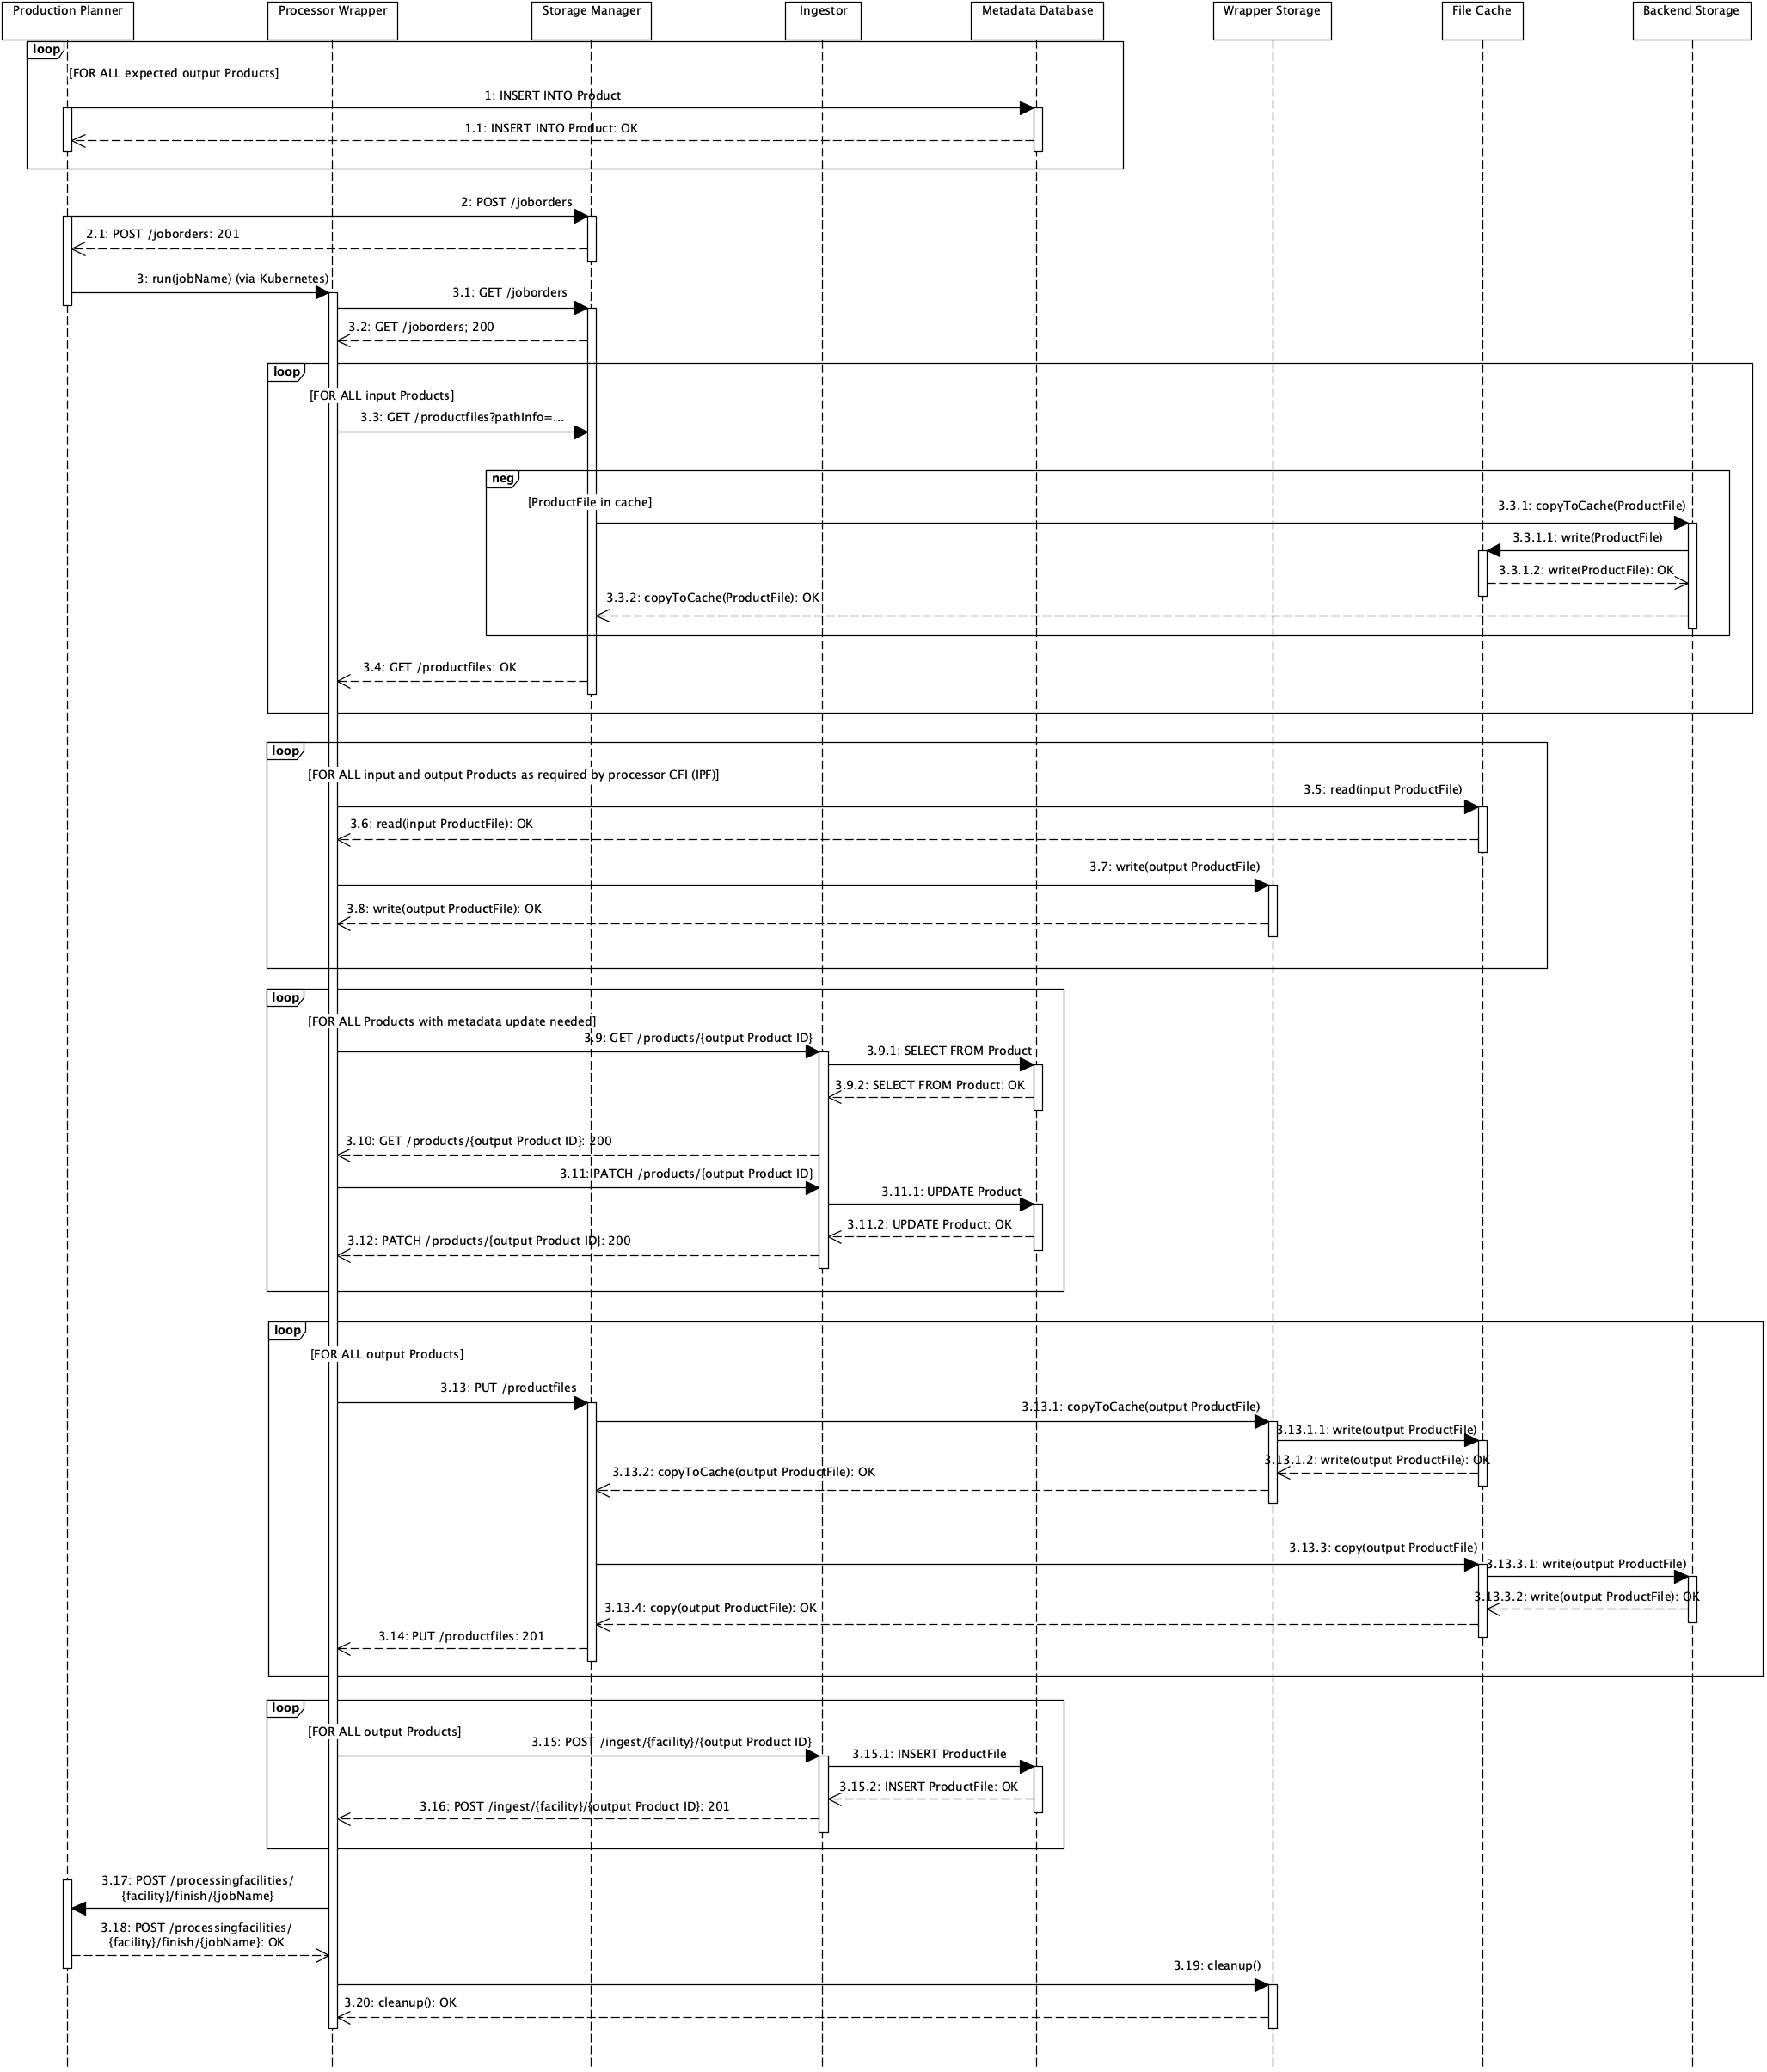 Production Planner
Processor Wrapper
Storage Manager
Ingestor
Metadata Database
Wrapper Storage
File Cache
Backend Storage
loop
[FOR ALL expected output Products]
1: INSERT INTO Product
1.1: INSERT INTO Product: OK
2: POST /joborders
2.1: POST /joborders: 201
3: run(jobName) (via Kubernetes)
3.1: GET /joborders
3.2: GET /joborders; 200
loop
[FOR ALL input Products]
3.3: GET /productfiles?pathInfo=...
neg
[ProductFile in cache]
3.3.1: copyToCache(ProductFile)
3.3.1.1: write(ProductFile)
3.3.1.2: write(ProductFile): OK
3.3.2: copyToCache(ProductFile): OK
3.4: GET /productfiles: OK
loop
[FOR ALL input and output Products as required by processor CFI (IPF)]
3.5: read(input ProductFile)
3.6: read(input ProductFile): OK
3.7: write(output ProductFile)
3.8: write(output ProductFile): OK
loop
[FOR ALL Products with metadata update needed]
3.9: GET /products/{output Product ID}
3.9.1: SELECT FROM Product
3.9.2: SELECT FROM Product: OK
3.10: GET /products/{output Product ID}: 200
3.11: PATCH /products/{output Product ID}
3.11.1: UPDATE Product
3.11.2: UPDATE Product: OK
3.12: PATCH /products/{output Product ID}: 200
loop
[FOR ALL output Products]
3.13: PUT /productfiles
3.13.1: copyToCache(output ProductFile)
3.13.1.1: write(output ProductFile)
3.13.1.2: write(output ProductFile): OK
3.13.2: copyToCache(output ProductFile): OK
3.13.3: copy(output ProductFile)
3.13.3.1: write(output ProductFile)
3.13.3.2: write(output ProductFile): OK
3.13.4: copy(output ProductFile): OK
3.14: PUT /productfiles: 201
loop
[FOR ALL output Products]
3.15: POST /ingest/{facility}/{output Product ID}
3.15.1: INSERT ProductFile
3.15.2: INSERT ProductFile: OK
3.16: POST /ingest/{facility}/{output Product ID}: 201
3.17: POST /processingfacilities/
{facility}/finish/{jobName}
3.18: POST /processingfacilities/
{facility}/finish/{jobName}: OK
3.19: cleanup()
3.20: cleanup(): OK